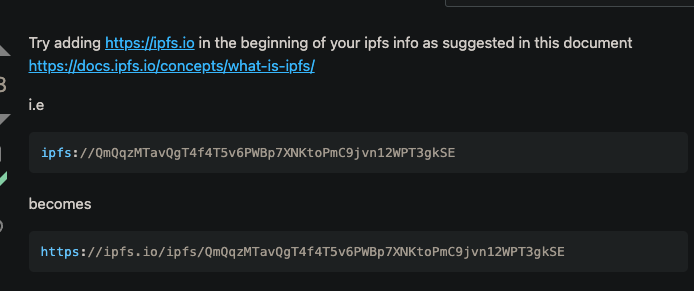 Try adding https://ipfs.io in the beginning of your ipfs info as suggested in this document
https://docs.ipfs.io/concepts/what-is-ipfs/
i.e
ipfs://QmQqzMTavQgT4f4T5v6PWBp7XNKtoPmC9jvn12WPT3gkSE
becomes
https://ipfs.io/ipfs/QmQqzMTavQgT4f4T5v6PWBp7XNKtoPmC9jvn12WPT3gkSE